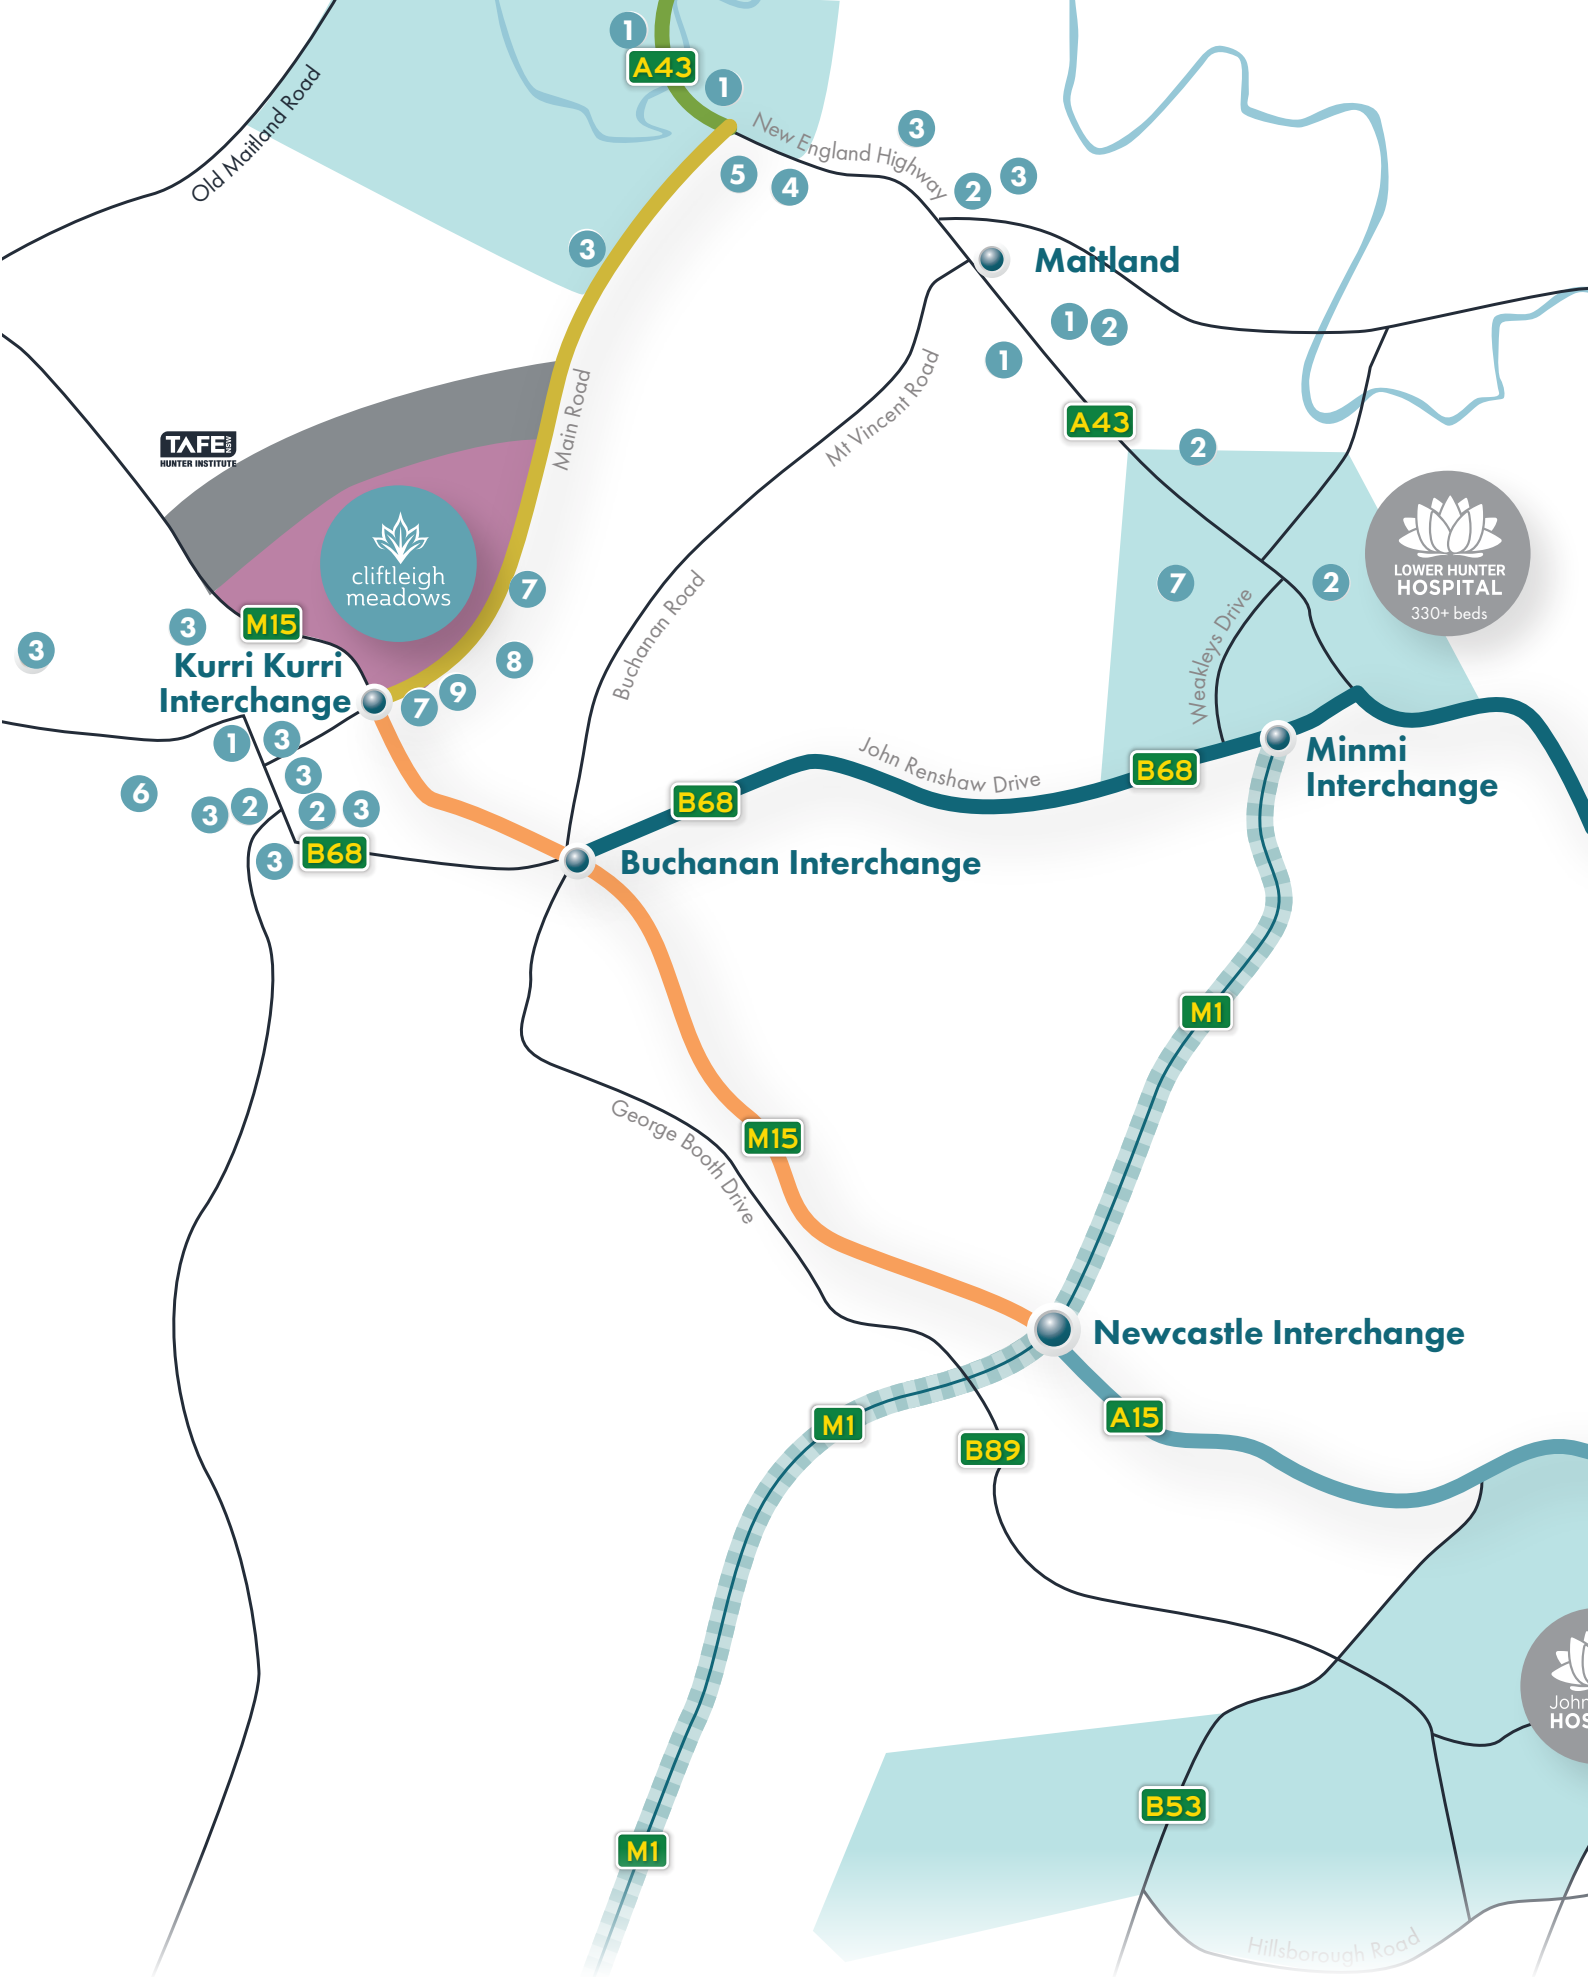 1
A43
1
Old Maitland Road
New England Highway
3
5
4
2
3
3
Maitland
1
2
1
Main Road
Mt Vincent Road
A43
2
TAFE NSW
HUNTER INSTITUTE
cliftleigh
meadows
LOWER HUNTER
HOSPITAL
330+ beds
7
7
2
Buchanan Road
Weakleys Drive
M15
3
3
8
Kurri Kurri
Interchange
7
9
1
3
3
6
3
2
2
3
3
B68
John Renshaw Drive
B68
B68
Minmi
Interchange
Buchanan Interchange
M1
George Booth Drive
M15
Newcastle Interchange
M1
A15
B89
John
HOS
B53
M1
Hillsborough Road